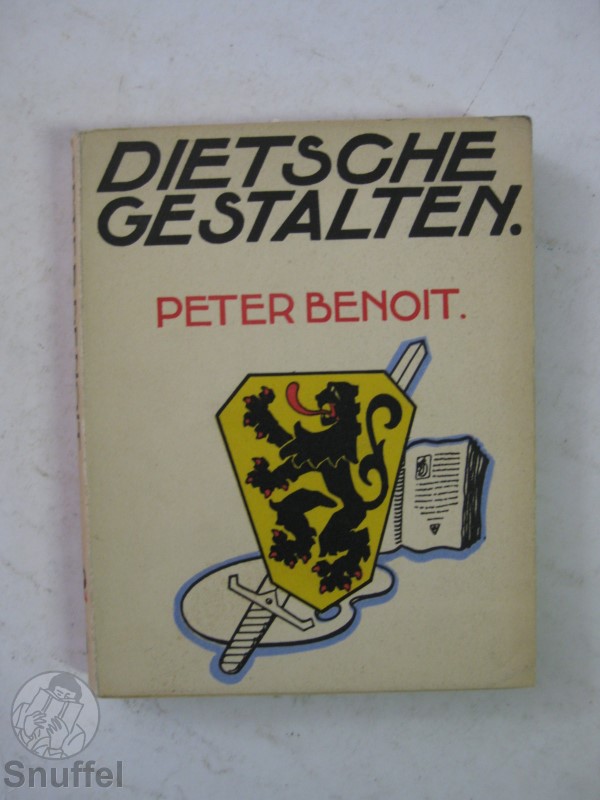 DIETSCHE
GESTALTEN.
PETER BENOIT.
Snuffel